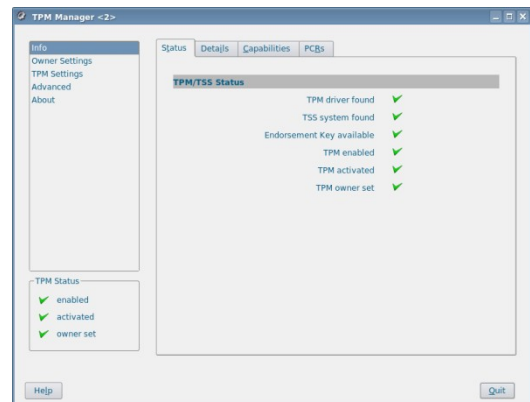 TPM Manager <2>
Info
Owner Settings
TPM Settings
Advanced
About
Status Details Capabilities PCRs
TPM/TSS Status
TPM driver found
TSS system found
Endorsement Key available
TPM enabled
TPM activated
TPM owner set
TPM Status
enabled
activated
owner set
Help
Quit